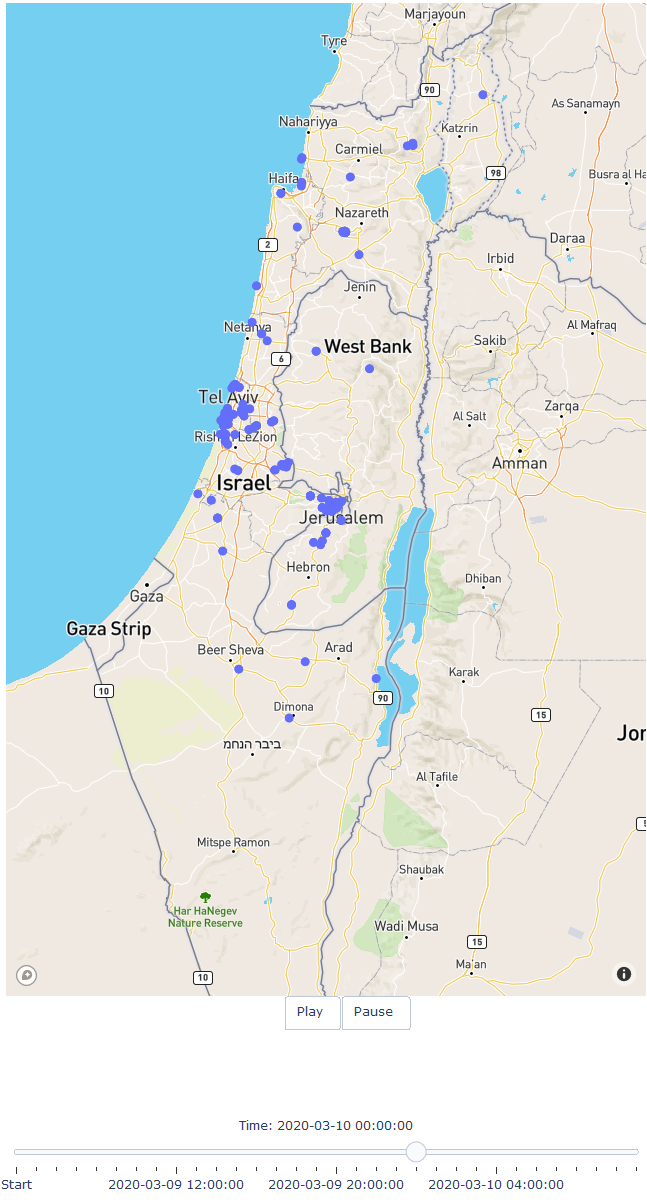 Marjayoun
Tyre
90
As Sanamayn
Nahariyya
Katzrin
Carmiel
98
Busra al Ha
Haifa
Nazareth
2
Daraa
Irbid
Jenin
Netanya
Al Mafraq
Sakib
West Bank
6
Tel Aviv
Zarqa
Al Salt
LeZion
Amman
Israel
Jerusalem
Hebron
Dhiban
Gaza
Gaza Strip
Beer Sheva
Arad
Karak
10
90
Dimona
15
Jor
ביבר הנחמ
Al Tafile
Mitspe Ramon
Shaubak
Har HaNegev
Nature Reserve
Wadi Musa
15
Ma'an
10
Play
Pause
Time: 2020-03-10 00:00:00
Start
2020-03-09 12:00:00
2020-03-09 20:00:00
2020-03-10 04:00:00